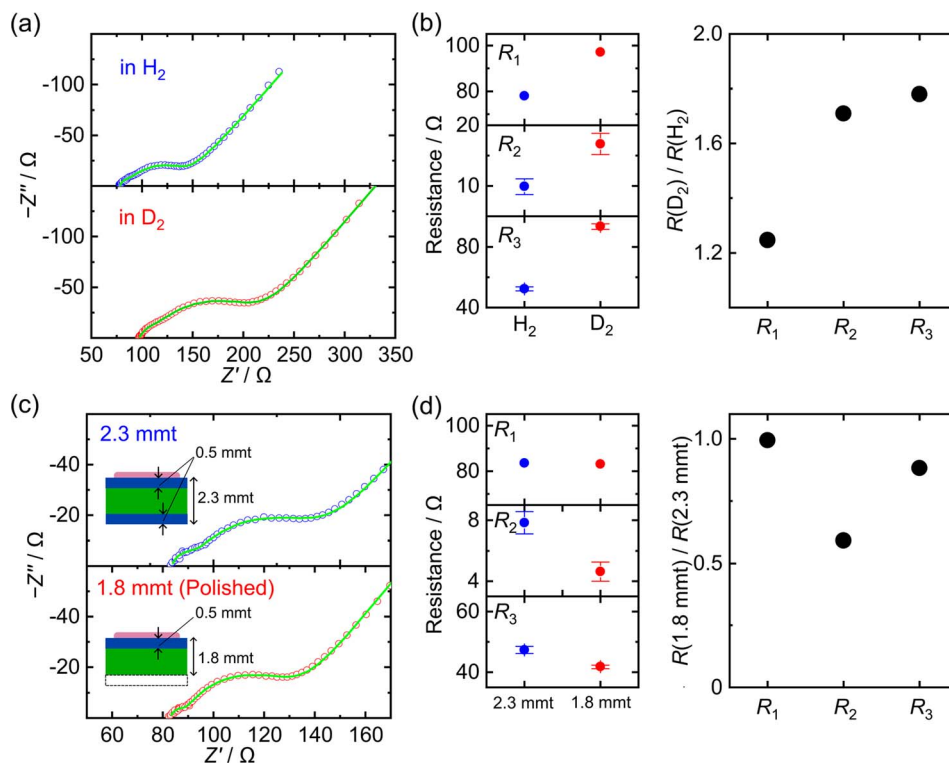 (a)
in H₂
in D₂
−Z″ / Ω
-100
-50
0
-100
-50
0
50 100 150 200 250 300 350
Z′ / Ω
(b)
R₁
R₂
R₃
Resistance / Ω
100
80
20
10
80
40
H₂ D₂
R(D₂) / R(H₂)
2.0
1.6
1.2
R₁ R₂ R₃
(c)
2.3 mmt
0.5 mmt
2.3 mmt
1.8 mmt (Polished)
0.5 mmt
1.8 mmt
−Z″ / Ω
-40
-20
0
-40
-20
0
60 80 100 120 140 160
Z′ / Ω
(d)
R₁
R₂
R₃
Resistance / Ω
100
80
8
4
60
40
2.3 mmt 1.8 mmt
R(1.8 mmt) / R(2.3 mmt)
1.0
0.5
0
R₁ R₂ R₃